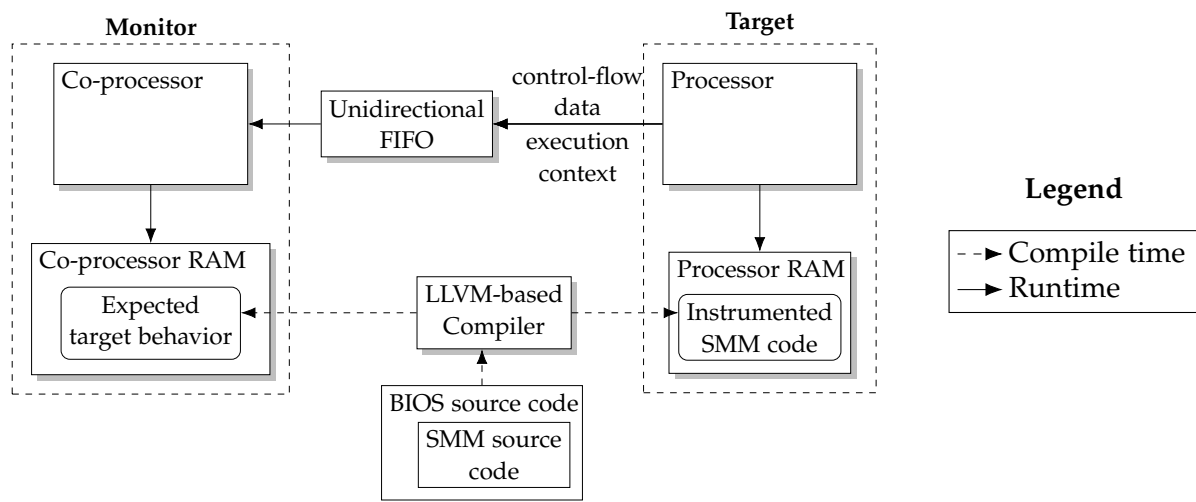 Monitor
Target
Co-processor
Unidirectional
FIFO
control-flow
data
execution
context
Processor
Co-processor RAM
Expected
target behavior
LLVM-based
Compiler
Processor RAM
Instrumented
SMM code
BIOS source code
SMM source
code
Legend
Compile time
Runtime